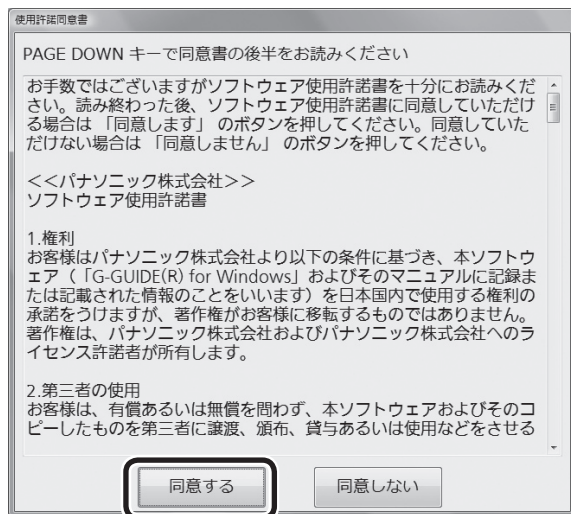 使用許諾同意書
PAGE DOWN キーで同意書の後半をお読みください
お手数ではございますがソフトウェア使用許諾書を十分にお読みくだ
さい。読み終わった後、ソフトウェア使用許諾書に同意していただけ
る場合は 「同意します」 のボタンを押してください。同意していた
だけない場合は 「同意しません」 のボタンを押してください。
<<パナソニック株式会社>>
ソフトウェア使用許諾書
1.権利
お客様はパナソニック株式会社より以下の条件に基づき、本ソフトウ
ェア（「G-GUIDE(R) for Windows」およびそのマニュアルに記録ま
たは記載された情報のことをいいます）を日本国内で使用する権利の
承諾をうけますが、著作権がお客様に移転するものではありません。
著作権は、パナソニック株式会社およびパナソニック株式会社へのラ
イセンス許諾者が所有します。
2.第三者の使用
お客様は、有償あるいは無償を問わず、本ソフトウェアおよびそのコ
ピーしたものを第三者に譲渡、頒布、貸与あるいは使用などをさせる
同意する
同意しない